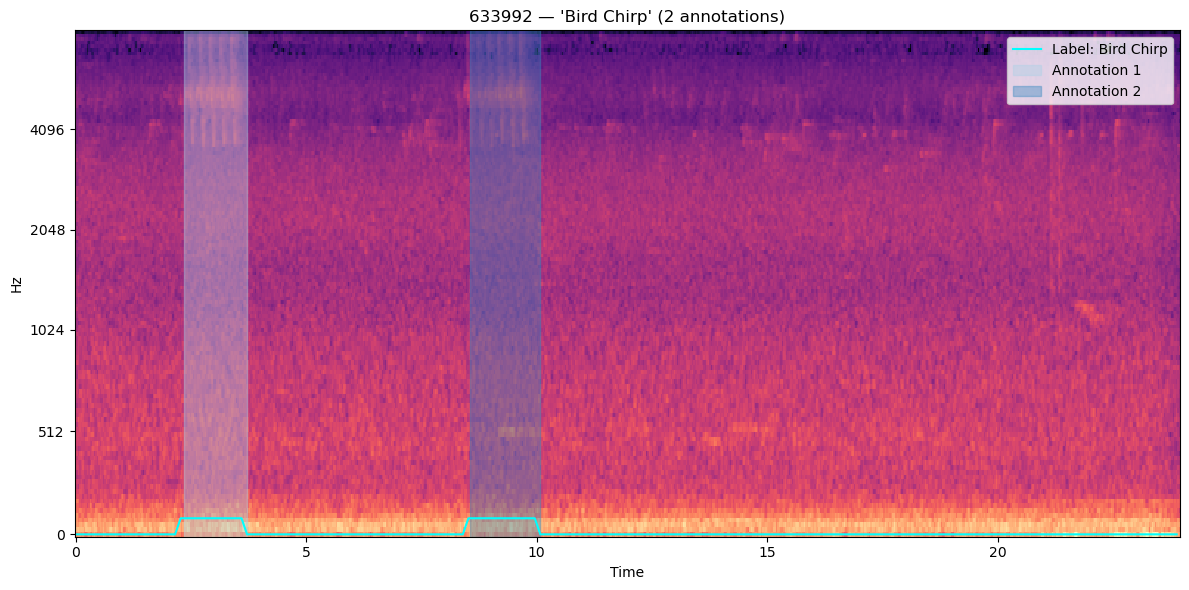 633992 — 'Bird Chirp' (2 annotations)
Label: Bird Chirp
Annotation 1
Annotation 2
Hz
4096
2048
1024
512
0
0 5 10 15 20
Time